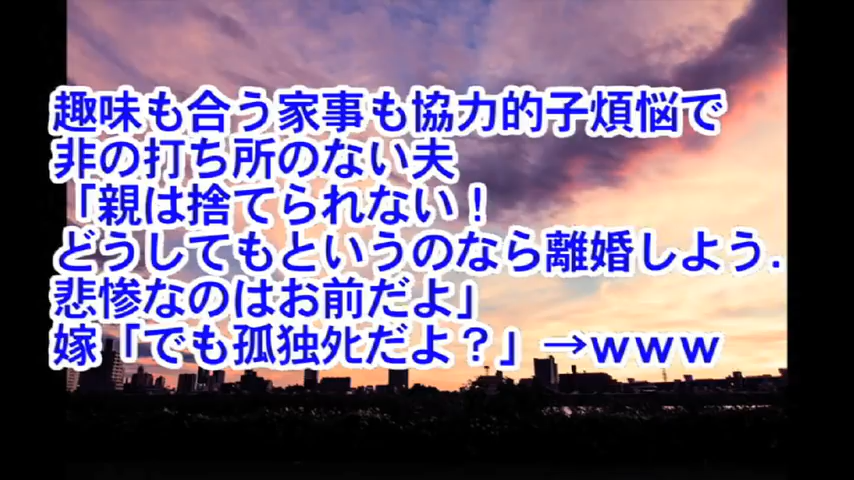 趣味も合う家事も協力的子煩悩で
非の打ち所のない夫
「親は捨てられない！
どうしてもというのなら離婚しよう.
悲惨なのはお前だよ」
嫁「でも孤独ﾀﾋだよ？」→ｗｗｗ